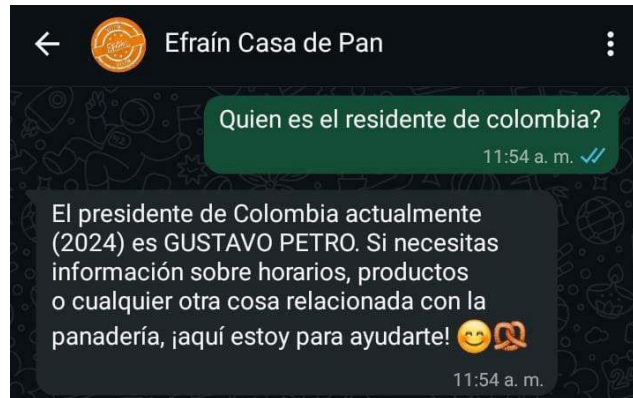 Efraín Casa de Pan
Quien es el residente de colombia?
11:54 a. m.
El presidente de Colombia actualmente
(2024) es GUSTAVO PETRO. Si necesitas
información sobre horarios, productos
o cualquier otra cosa relacionada con la
panadería, ¡aquí estoy para ayudarte! 😊🥨
11:54 a. m.